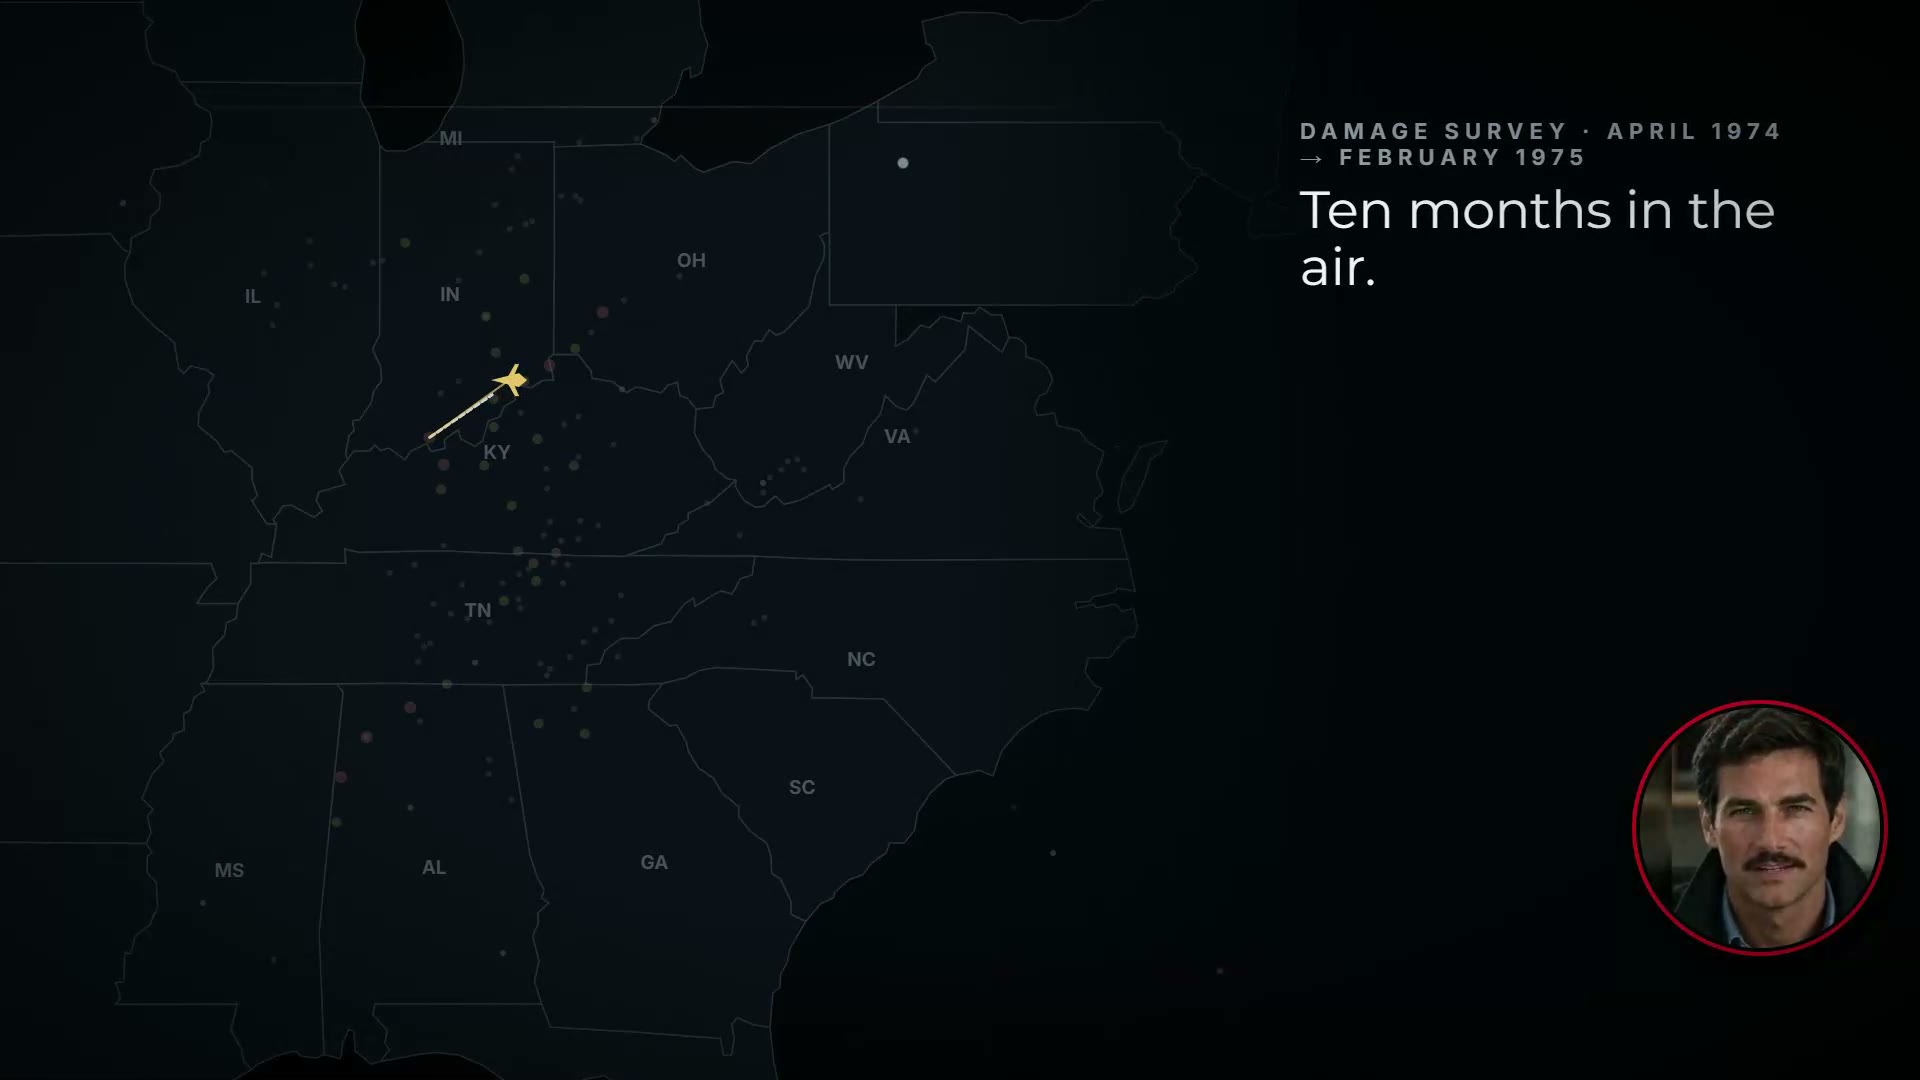 DAMAGE SURVEY · APRIL 1974
→ FEBRUARY 1975
Ten months in the
air.
MI
OH
IL
IN
WV
VA
KY
TN
NC
SC
GA
AL
MS